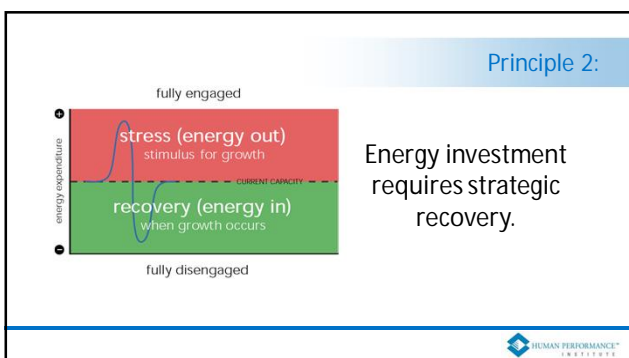 Principle 2:
fully engaged
+
energy expenditure
stress (energy out)
stimulus for growth
CURRENT CAPACITY
recovery (energy in)
when growth occurs
−
fully disengaged
Energy investment
requires strategic
recovery.
HUMAN PERFORMANCE™
INSTITUTE